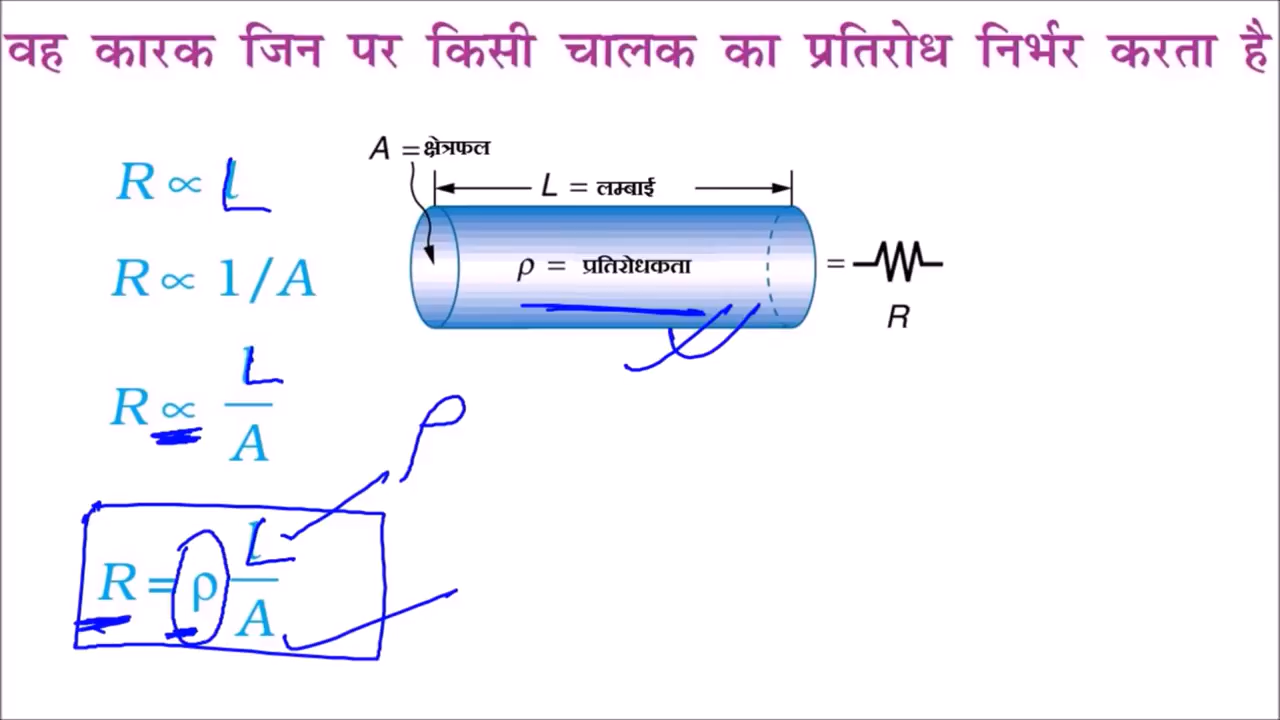 वह कारक जिन पर किसी चालक का प्रतिरोध निर्भर करता है
A = क्षेत्रफल
L = लम्बाई
ρ = प्रतिरोधकता
= R
R ∝ L
R ∝ 1/A
R ∝ L/A
ρ
R = ρ L/A